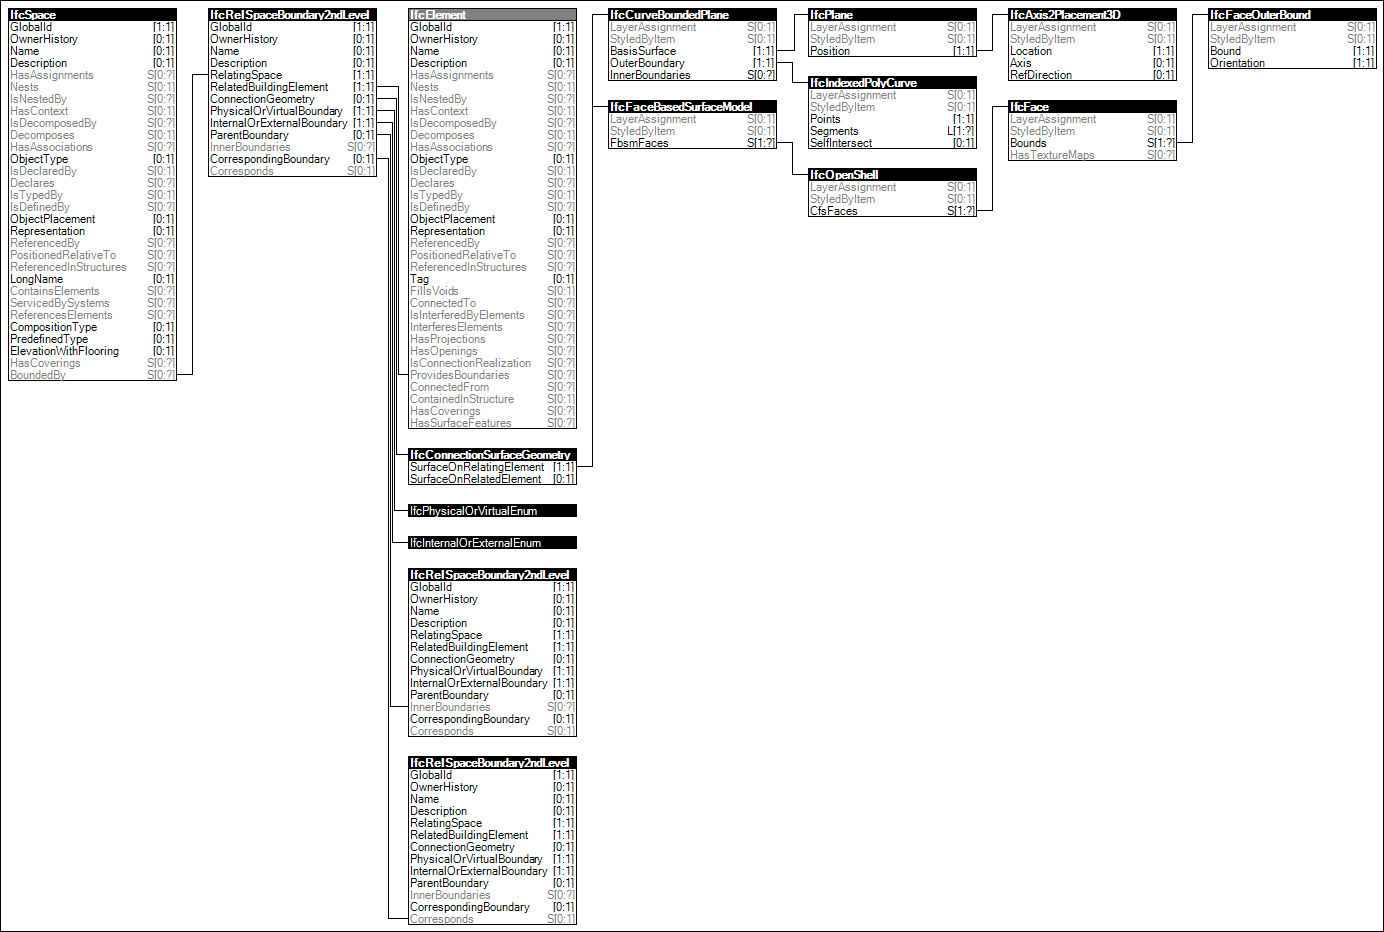 IfcSpace
GlobalId [1:1]
OwnerHistory [0:1]
Name [0:1]
Description [0:1]
HasAssignments S[0:?]
Nests S[0:1]
IsNestedBy S[0:?]
HasContext S[0:1]
IsDecomposedBy S[0:?]
Decomposes S[0:1]
HasAssociations S[0:?]
ObjectType [0:1]
IsDeclaredBy S[0:1]
Declares S[0:?]
IsTypedBy S[0:1]
IsDefinedBy S[0:?]
ObjectPlacement [0:1]
Representation [0:1]
ReferencedBy S[0:?]
PositionedRelativeTo S[0:?]
ReferencedInStructures S[0:?]
LongName [0:1]
ContainsElements S[0:?]
ServicedBySystems S[0:?]
ReferencesElements S[0:?]
CompositionType [0:1]
PredefinedType [0:1]
ElevationWithFlooring [0:1]
HasCoverings S[0:?]
BoundedBy S[0:?]
IfcRelSpaceBoundary2ndLevel
GlobalId [1:1]
OwnerHistory [0:1]
Name [0:1]
Description [0:1]
RelatingSpace [1:1]
RelatedBuildingElement [1:1]
ConnectionGeometry [0:1]
PhysicalOrVirtualBoundary [1:1]
InternalOrExternalBoundary [1:1]
ParentBoundary [0:1]
InnerBoundaries S[0:?]
CorrespondingBoundary [0:1]
Corresponds S[0:1]
IfcElement
GlobalId [1:1]
OwnerHistory [0:1]
Name [0:1]
Description [0:1]
HasAssignments S[0:?]
Nests S[0:1]
IsNestedBy S[0:?]
HasContext S[0:1]
IsDecomposedBy S[0:?]
Decomposes S[0:1]
HasAssociations S[0:?]
ObjectType [0:1]
IsDeclaredBy S[0:1]
Declares S[0:?]
IsTypedBy S[0:1]
IsDefinedBy S[0:?]
ObjectPlacement [0:1]
Representation [0:1]
ReferencedBy S[0:?]
PositionedRelativeTo S[0:?]
ReferencedInStructures S[0:?]
Tag [0:1]
FillsVoids S[0:1]
ConnectedTo S[0:?]
IsInterferedByElements S[0:?]
InterferesElements S[0:?]
HasProjections S[0:?]
HasOpenings S[0:?]
IsConnectionRealization S[0:?]
ProvidesBoundaries S[0:?]
ConnectedFrom S[0:?]
ContainedInStructure S[0:1]
HasCoverings S[0:?]
HasSurfaceFeatures S[0:?]
IfcConnectionSurfaceGeometry
SurfaceOnRelatingElement [1:1]
SurfaceOnRelatedElement [0:1]
IfcPhysicalOrVirtualEnum
IfcInternalOrExternalEnum
IfcRelSpaceBoundary2ndLevel
GlobalId [1:1]
OwnerHistory [0:1]
Name [0:1]
Description [0:1]
RelatingSpace [1:1]
RelatedBuildingElement [1:1]
ConnectionGeometry [0:1]
PhysicalOrVirtualBoundary [1:1]
InternalOrExternalBoundary [1:1]
ParentBoundary [0:1]
InnerBoundaries S[0:?]
CorrespondingBoundary [0:1]
Corresponds S[0:1]
IfcRelSpaceBoundary2ndLevel
GlobalId [1:1]
OwnerHistory [0:1]
Name [0:1]
Description [0:1]
RelatingSpace [1:1]
RelatedBuildingElement [1:1]
ConnectionGeometry [0:1]
PhysicalOrVirtualBoundary [1:1]
InternalOrExternalBoundary [1:1]
ParentBoundary [0:1]
InnerBoundaries S[0:?]
CorrespondingBoundary [0:1]
Corresponds S[0:1]
IfcCurveBoundedPlane
LayerAssignment S[0:1]
StyledByItem S[0:1]
BasisSurface [1:1]
OuterBoundary [1:1]
InnerBoundaries S[0:?]
IfcFaceBasedSurfaceModel
LayerAssignment S[0:1]
StyledByItem S[0:1]
FbsmFaces S[1:?]
IfcPlane
LayerAssignment S[0:1]
StyledByItem S[0:1]
Position [1:1]
IfcIndexedPolyCurve
LayerAssignment S[0:1]
StyledByItem S[0:1]
Points [1:1]
Segments L[1:?]
SelfIntersect [0:1]
IfcOpenShell
LayerAssignment S[0:1]
StyledByItem S[0:1]
CfsFaces S[1:?]
IfcAxis2Placement3D
LayerAssignment S[0:1]
StyledByItem S[0:1]
Location [1:1]
Axis [0:1]
RefDirection [0:1]
IfcFace
LayerAssignment S[0:1]
StyledByItem S[0:1]
Bounds S[1:?]
HasTextureMaps S[0:?]
IfcFaceOuterBound
LayerAssignment S[0:1]
StyledByItem S[0:1]
Bound [1:1]
Orientation [1:1]